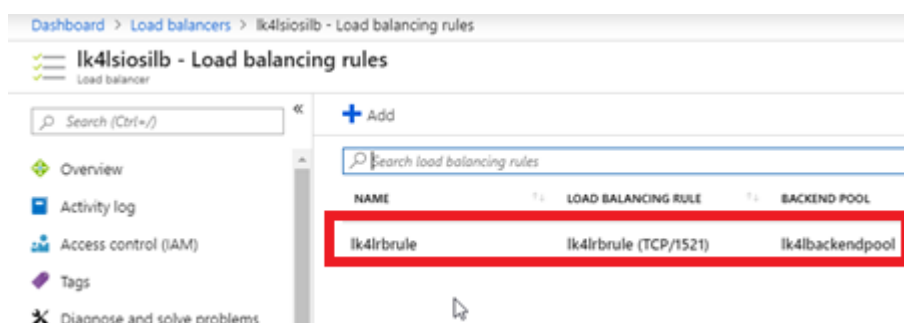 Dashboard > Load balancers > lk4lsiosilb - Load balancing rules
lk4lsiosilb - Load balancing rules
Load balancer
Search (Ctrl+/)
«
Add
Search load balancing rules
Overview
Activity log
Access control (IAM)
Tags
Diagnose and solve problems
NAME LOAD BALANCING RULE BACKEND POOL
lk4lrbrule lk4lrbrule (TCP/1521) lk4lbackendpool